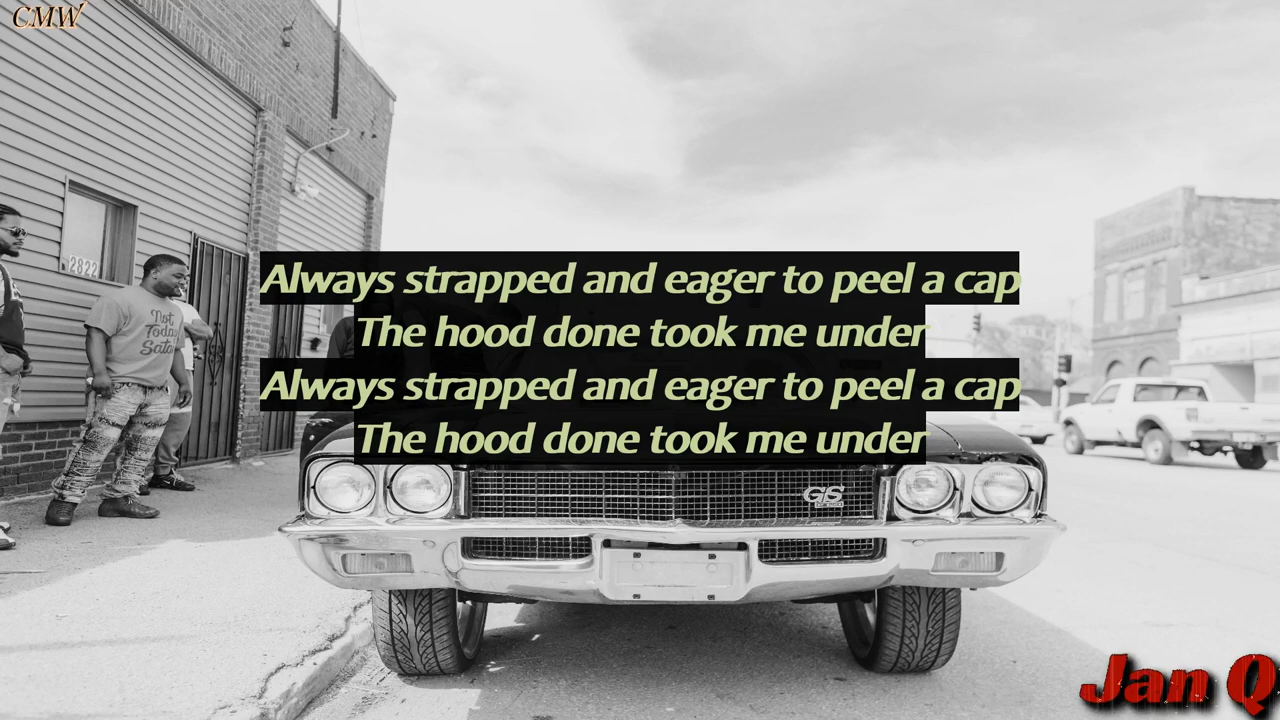 CMW
2822
Not
Today
Satan
Always strapped and eager to peel a cap
The hood done took me under
Always strapped and eager to peel a cap
The hood done took me under
GS
Jan Q